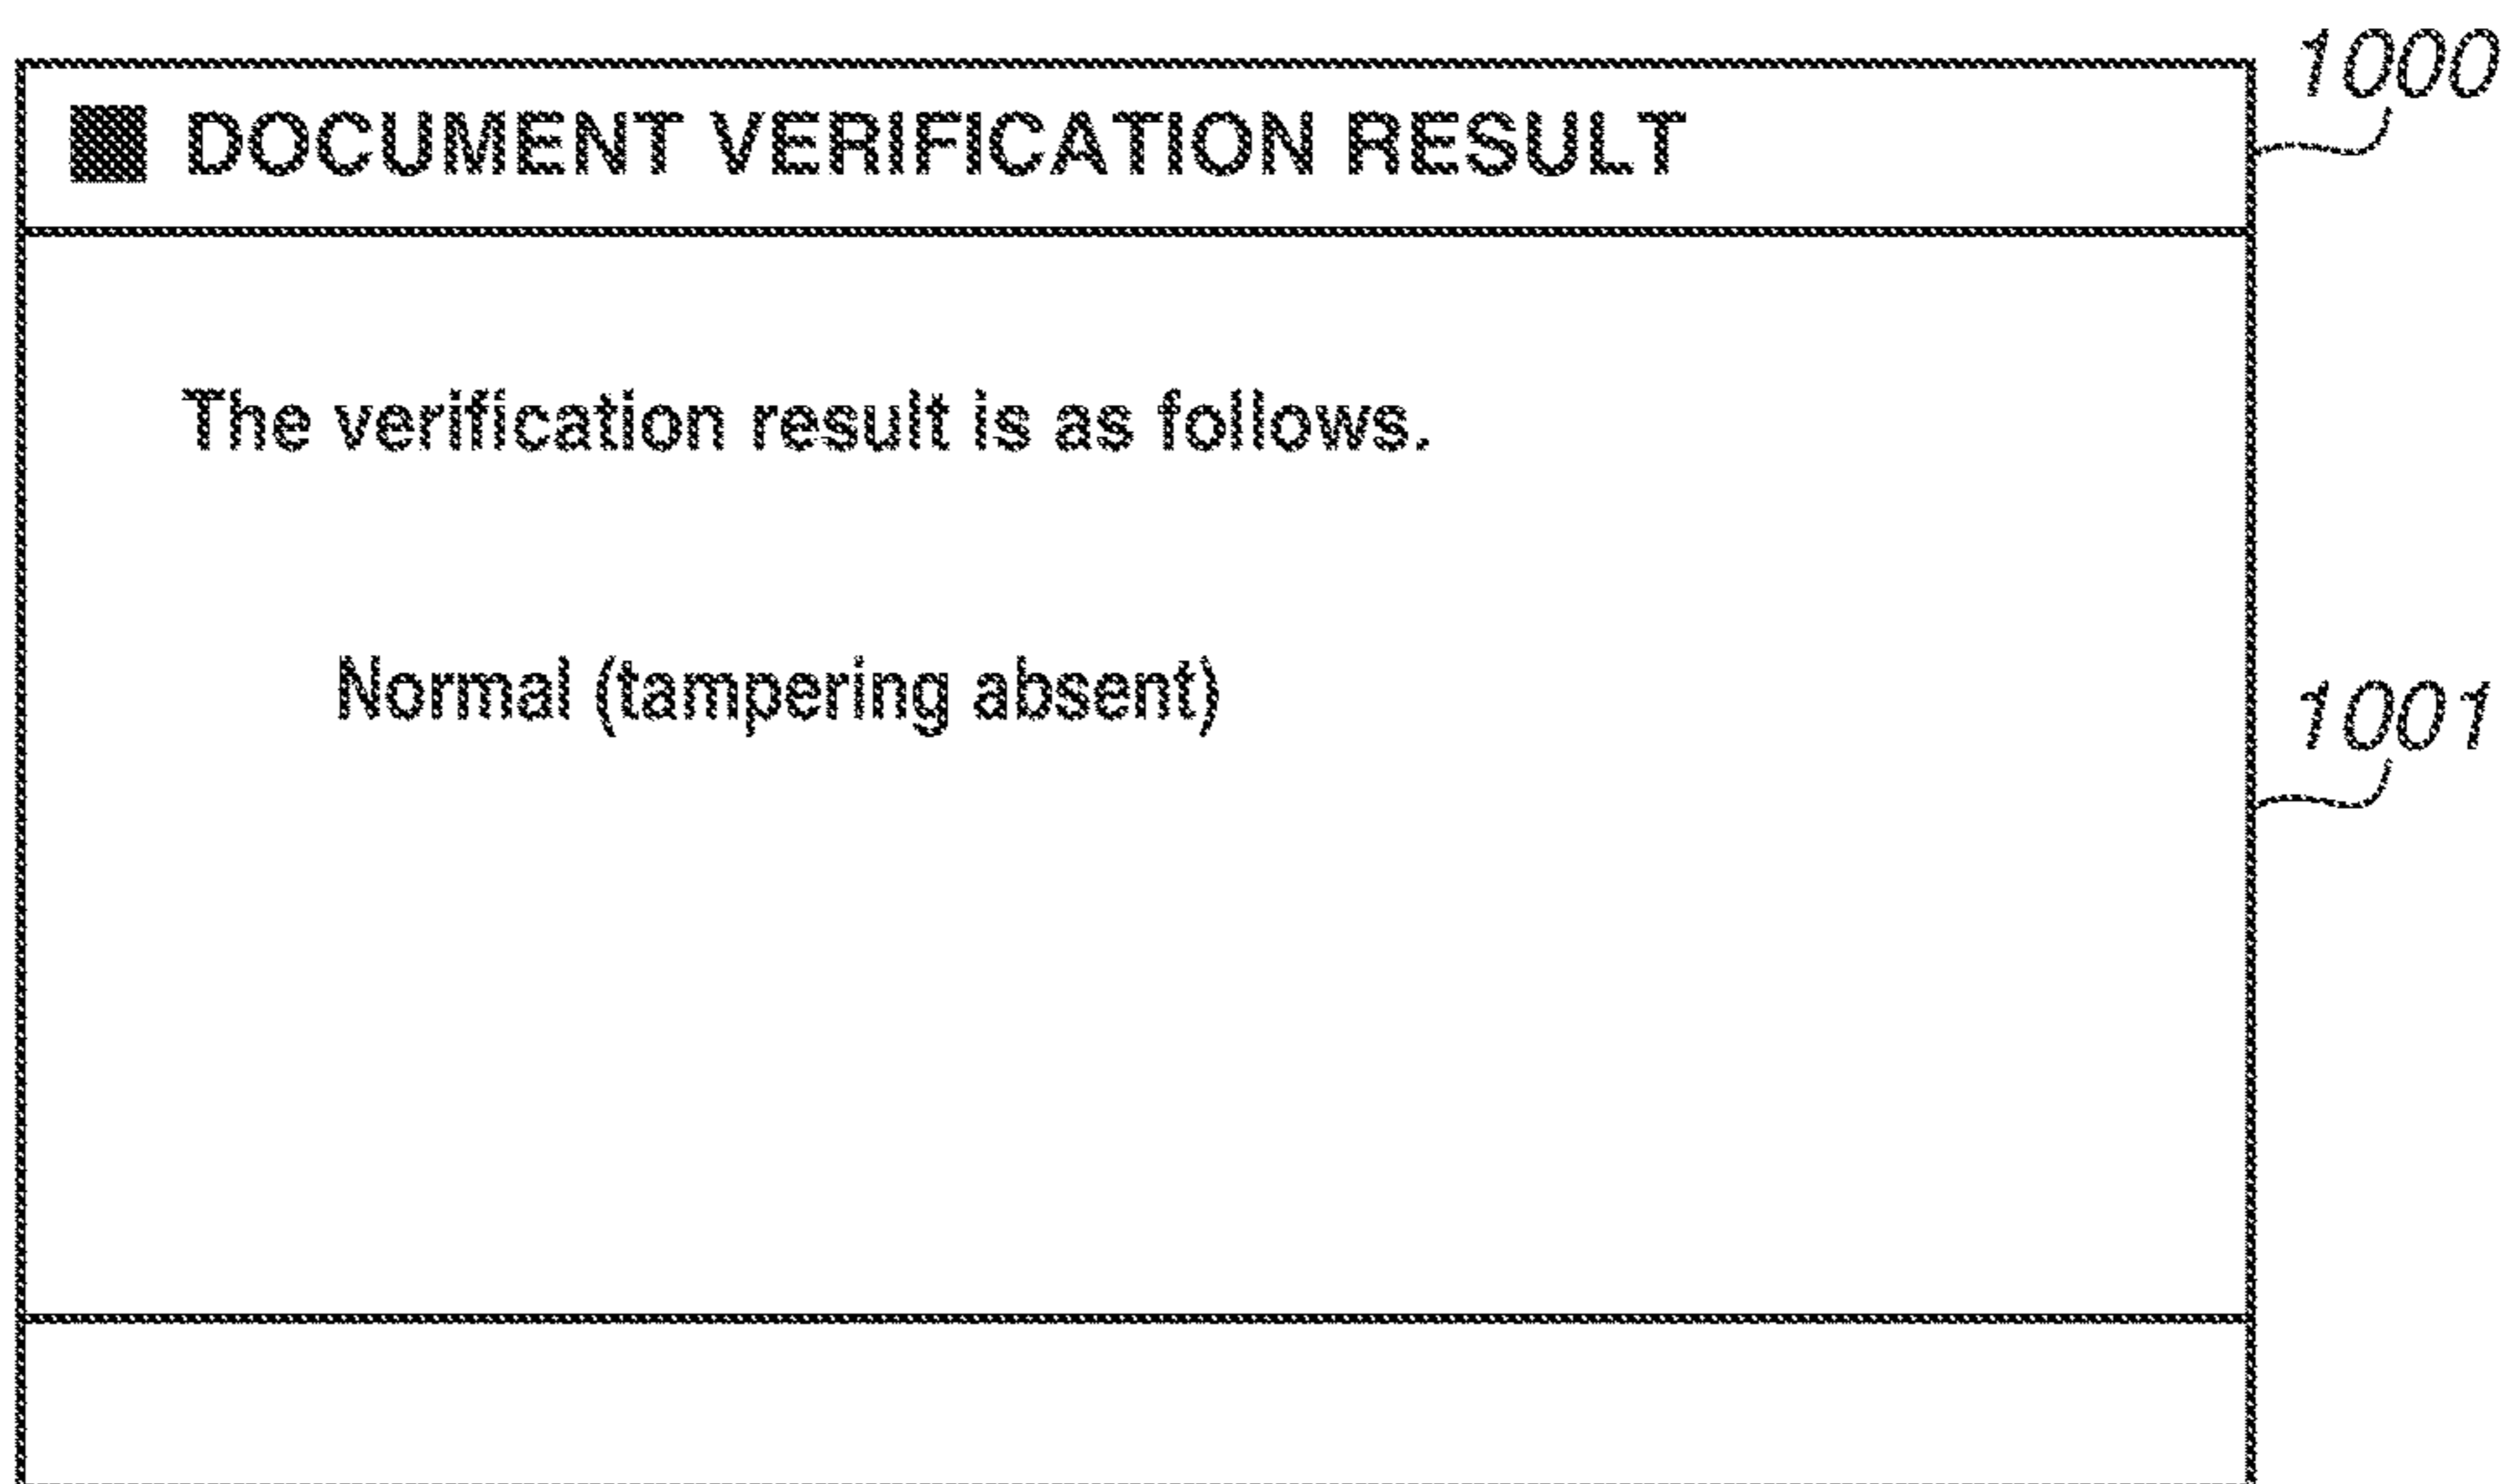 1000
■ DOCUMENT VERIFICATION RESULT
The verification result is as follows.
Normal (tampering absent)
1001